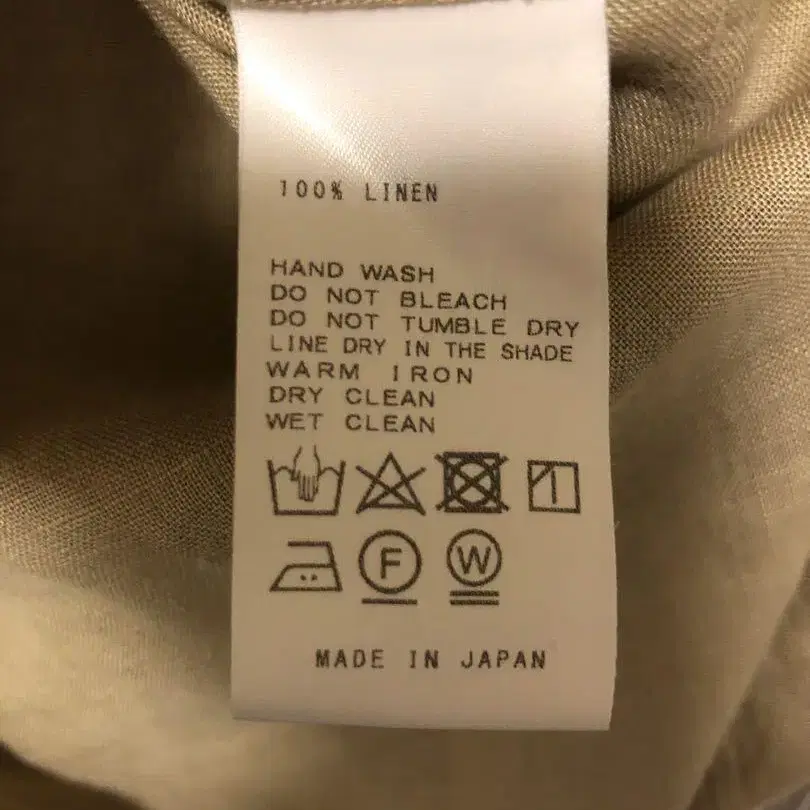 100% LINEN
HAND WASH
DO NOT BLEACH
DO NOT TUMBLE DRY
LINE DRY IN THE SHADE
WARM IRON
DRY CLEAN
WET CLEAN
F W
MADE IN JAPAN